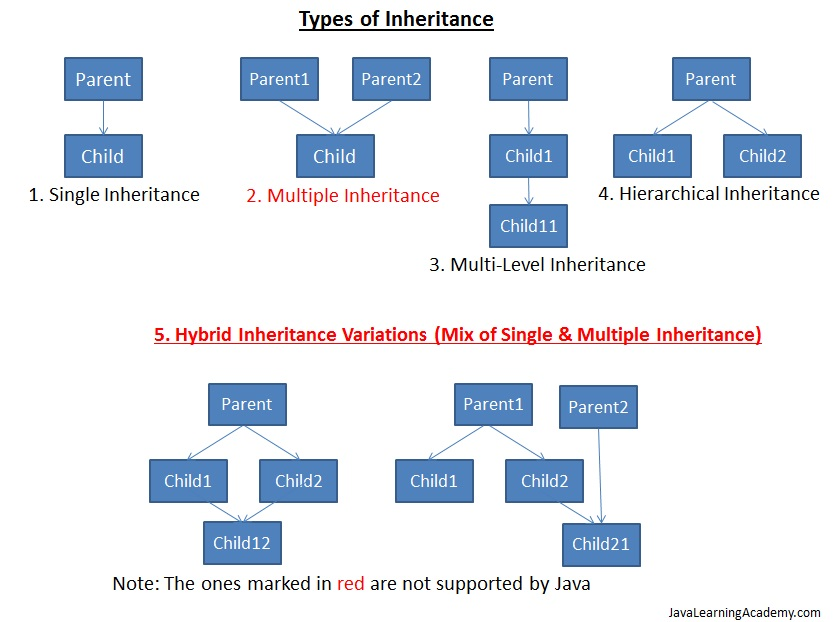 Types of Inheritance
Parent
Child
1. Single Inheritance
Parent1 Parent2
Child
2. Multiple Inheritance
Parent
Child1
Child11
3. Multi-Level Inheritance
Parent
Child1 Child2
4. Hierarchical Inheritance
5. Hybrid Inheritance Variations (Mix of Single & Multiple Inheritance)
Parent
Child1 Child2
Child12
Parent1 Parent2
Child1 Child2
Child21
Note: The ones marked in red are not supported by Java
JavaLearningAcademy.com